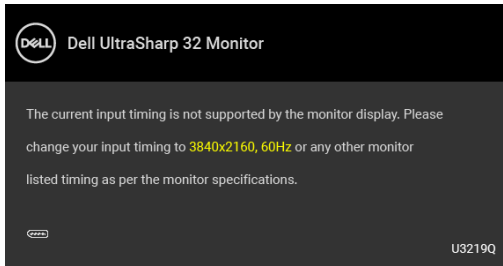 DELL Dell UltraSharp 32 Monitor
The current input timing is not supported by the monitor display. Please
change your input timing to 3840x2160, 60Hz or any other monitor
listed timing as per the monitor specifications.
U3219Q